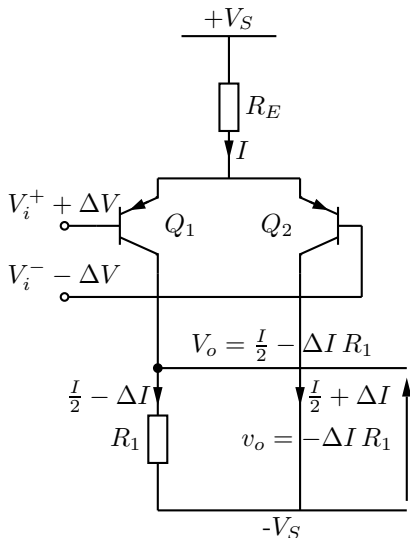 +V_S
R_E
I
V_i^+ + ΔV
Q_1
Q_2
V_i^- − ΔV
V_o = I/2 − ΔI R_1
I/2 − ΔI
I/2 + ΔI
R_1
v_o = −ΔI R_1
-V_S